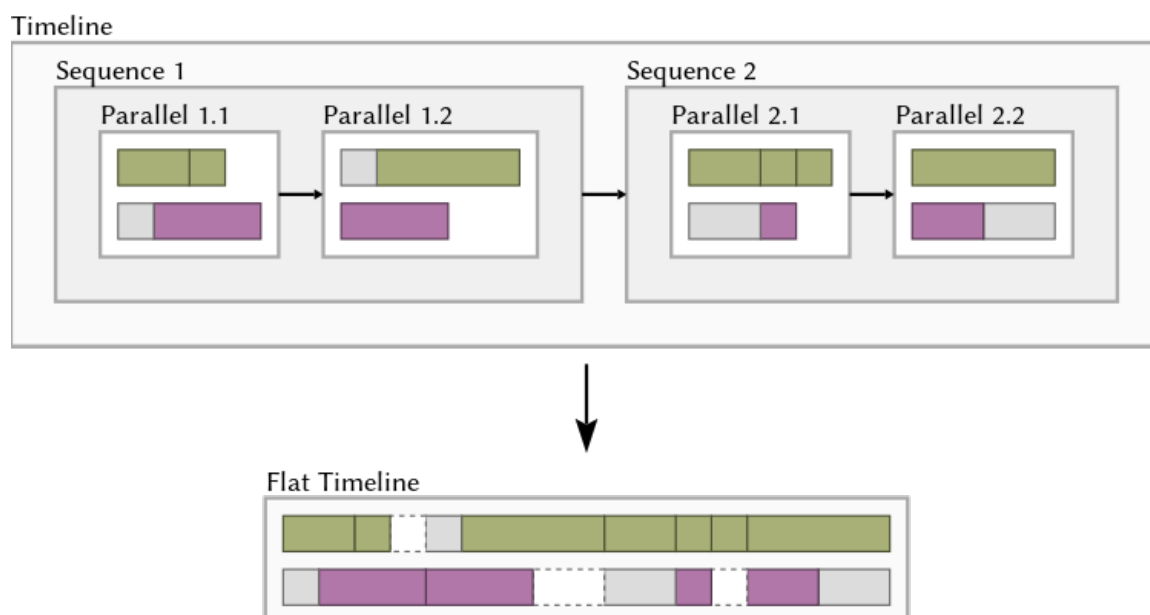 Timeline
Sequence 1
Sequence 2
Parallel 1.1
Parallel 1.2
Parallel 2.1
Parallel 2.2
Flat Timeline